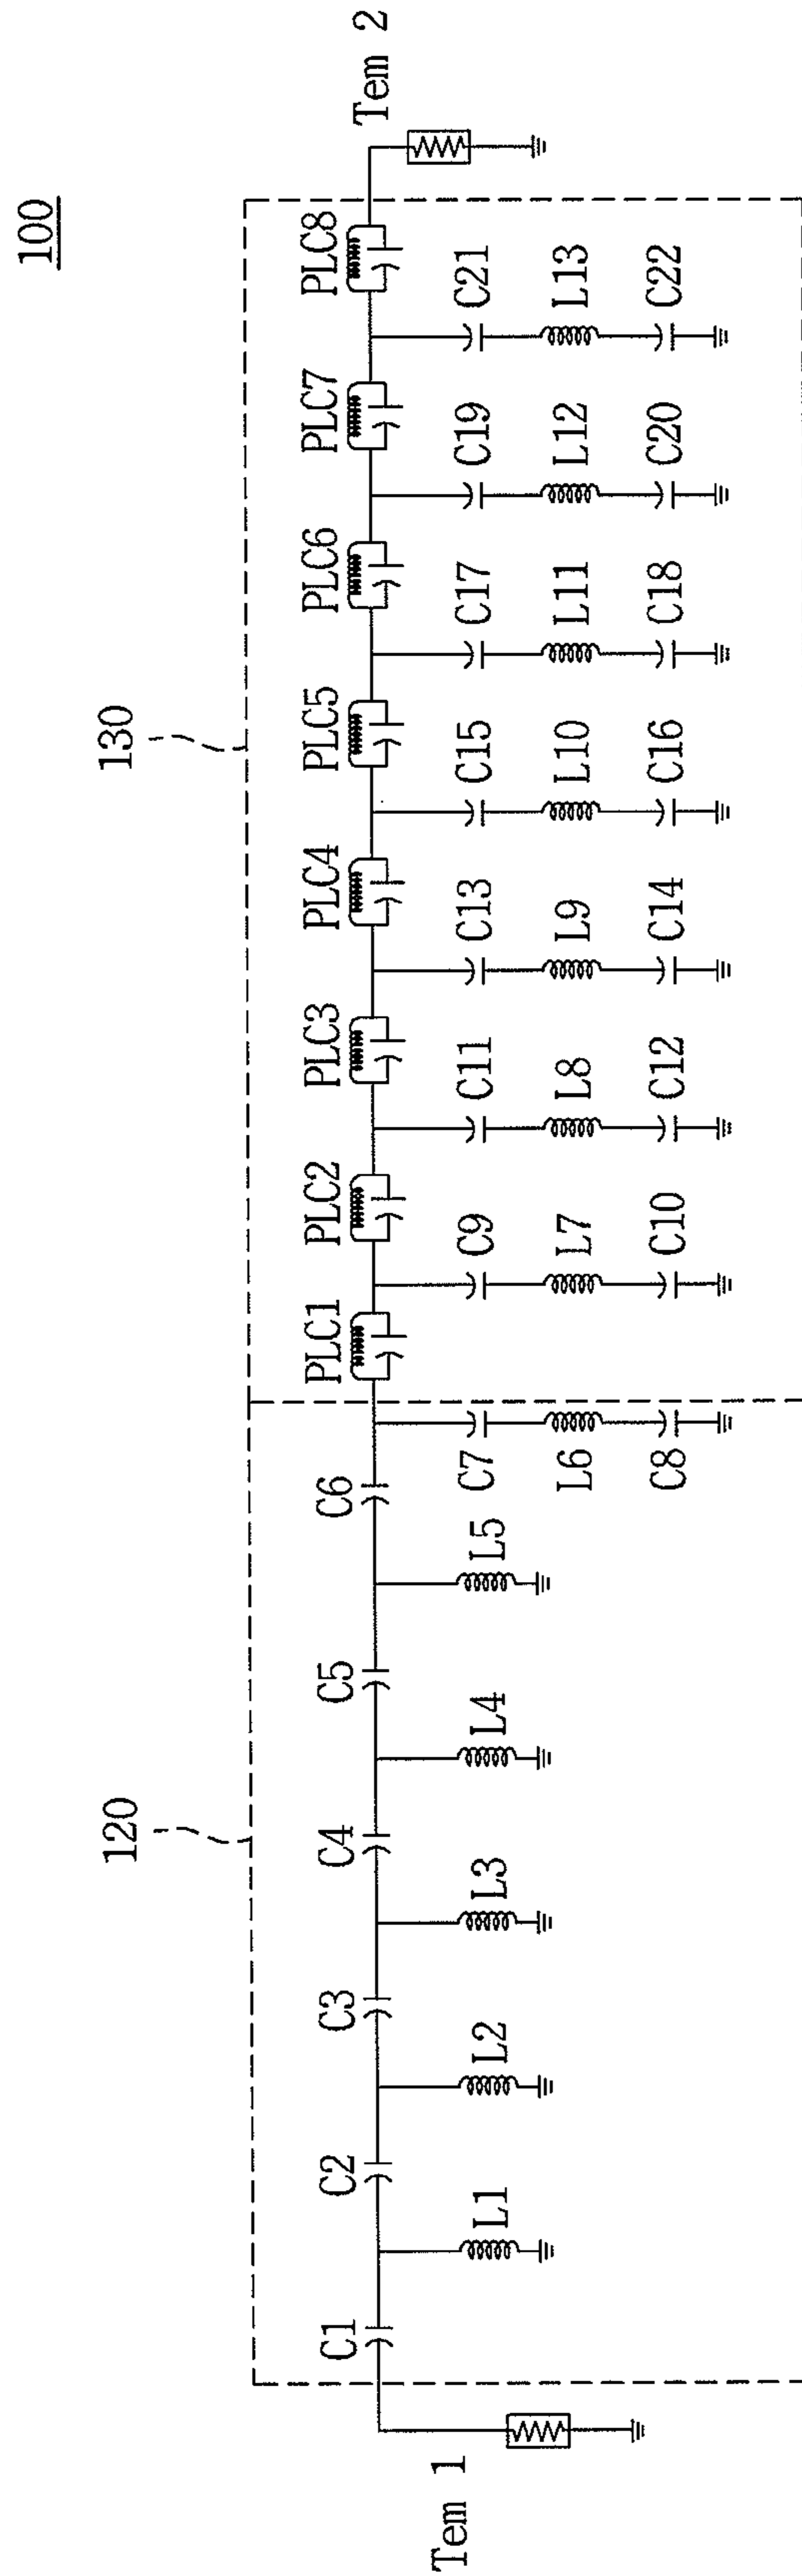 100
120
130
Tem 1
Tem 2
C1
C2
C3
C4
C5
C6
PLC1
PLC2
PLC3
PLC4
PLC5
PLC6
PLC7
PLC8
L1
L2
L3
L4
L5
C7
C9
C11
C13
C15
C17
C19
C21
L6
L7
L8
L9
L10
L11
L12
L13
C8
C10
C12
C14
C16
C18
C20
C22